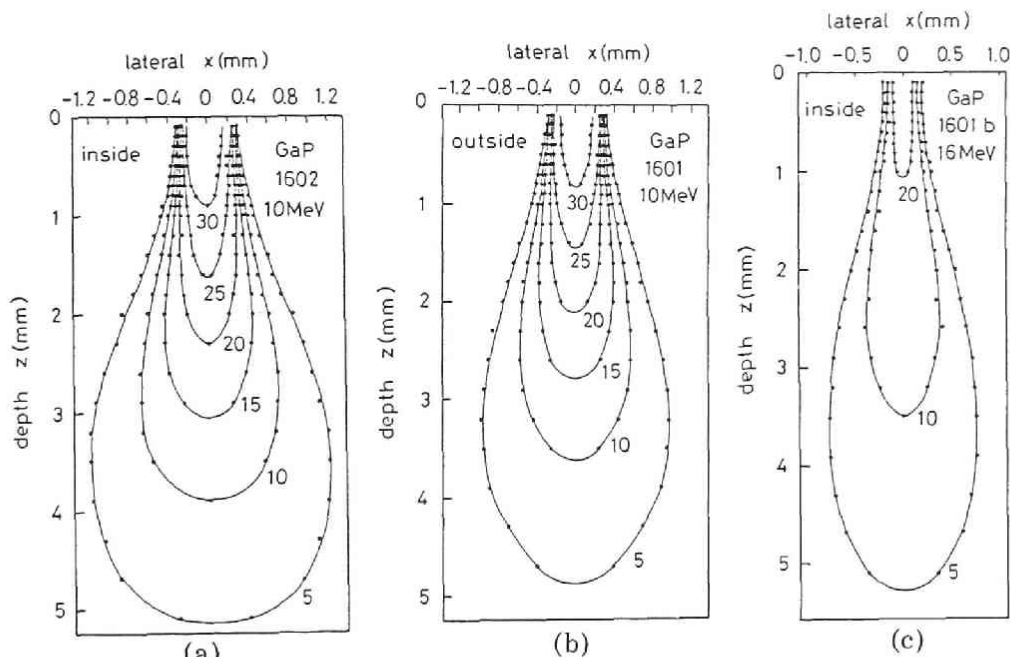 lateral x(mm)
-1.2 -0.8 -0.4 0 0.4 0.8 1.2
0
1
2
3
4
5
depth z(mm)
inside
GaP
1602
10MeV
30
25
20
15
10
5
(a)
lateral x(mm)
-1.2 -0.8 -0.4 0 0.4 0.8 1.2
0
1
2
3
4
5
depth z(mm)
outside
GaP
1601
10MeV
30
25
20
15
10
5
(b)
lateral x(mm)
-1.0 -0.5 0 0.5 1.0
0
1
2
3
4
5
depth z(mm)
inside
GaP
1601 b
16MeV
20
10
5
(c)